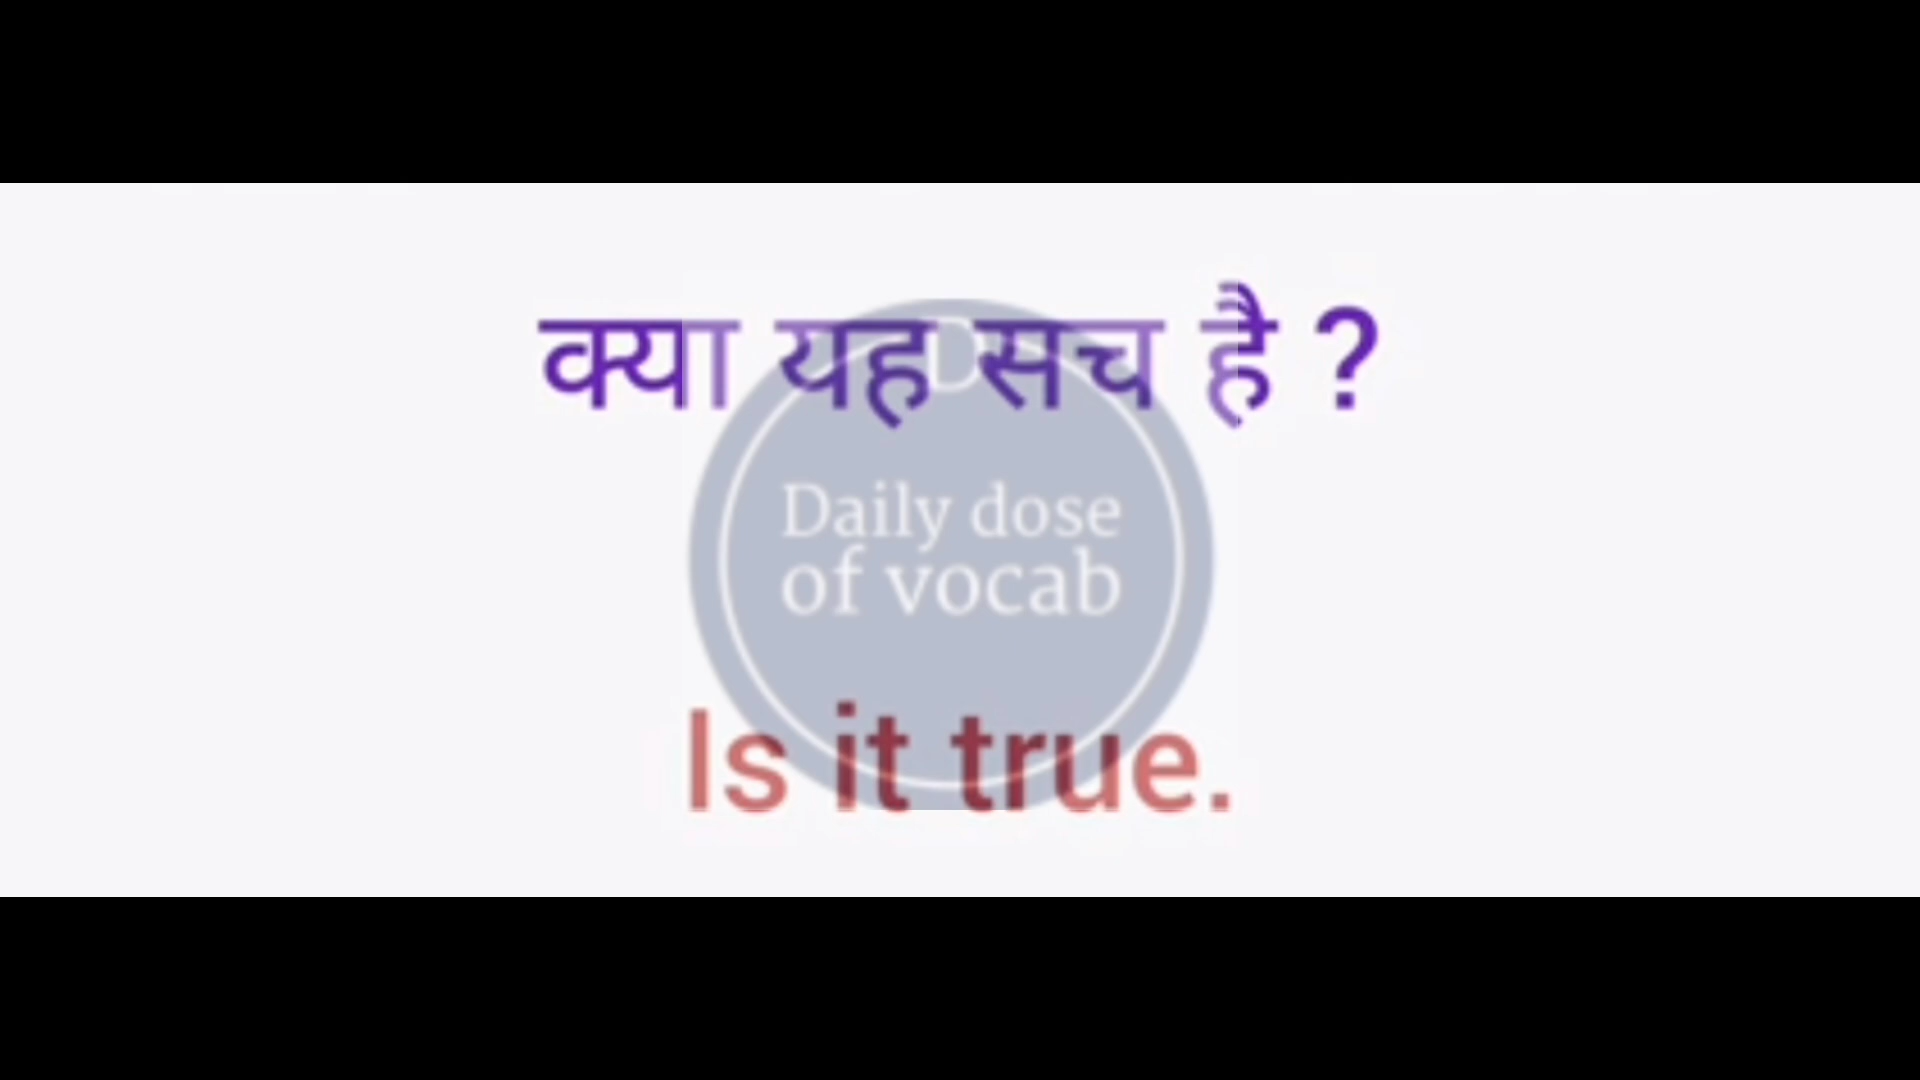 क्या यह सच है ?
D
Daily dose
of vocab
Is it true.